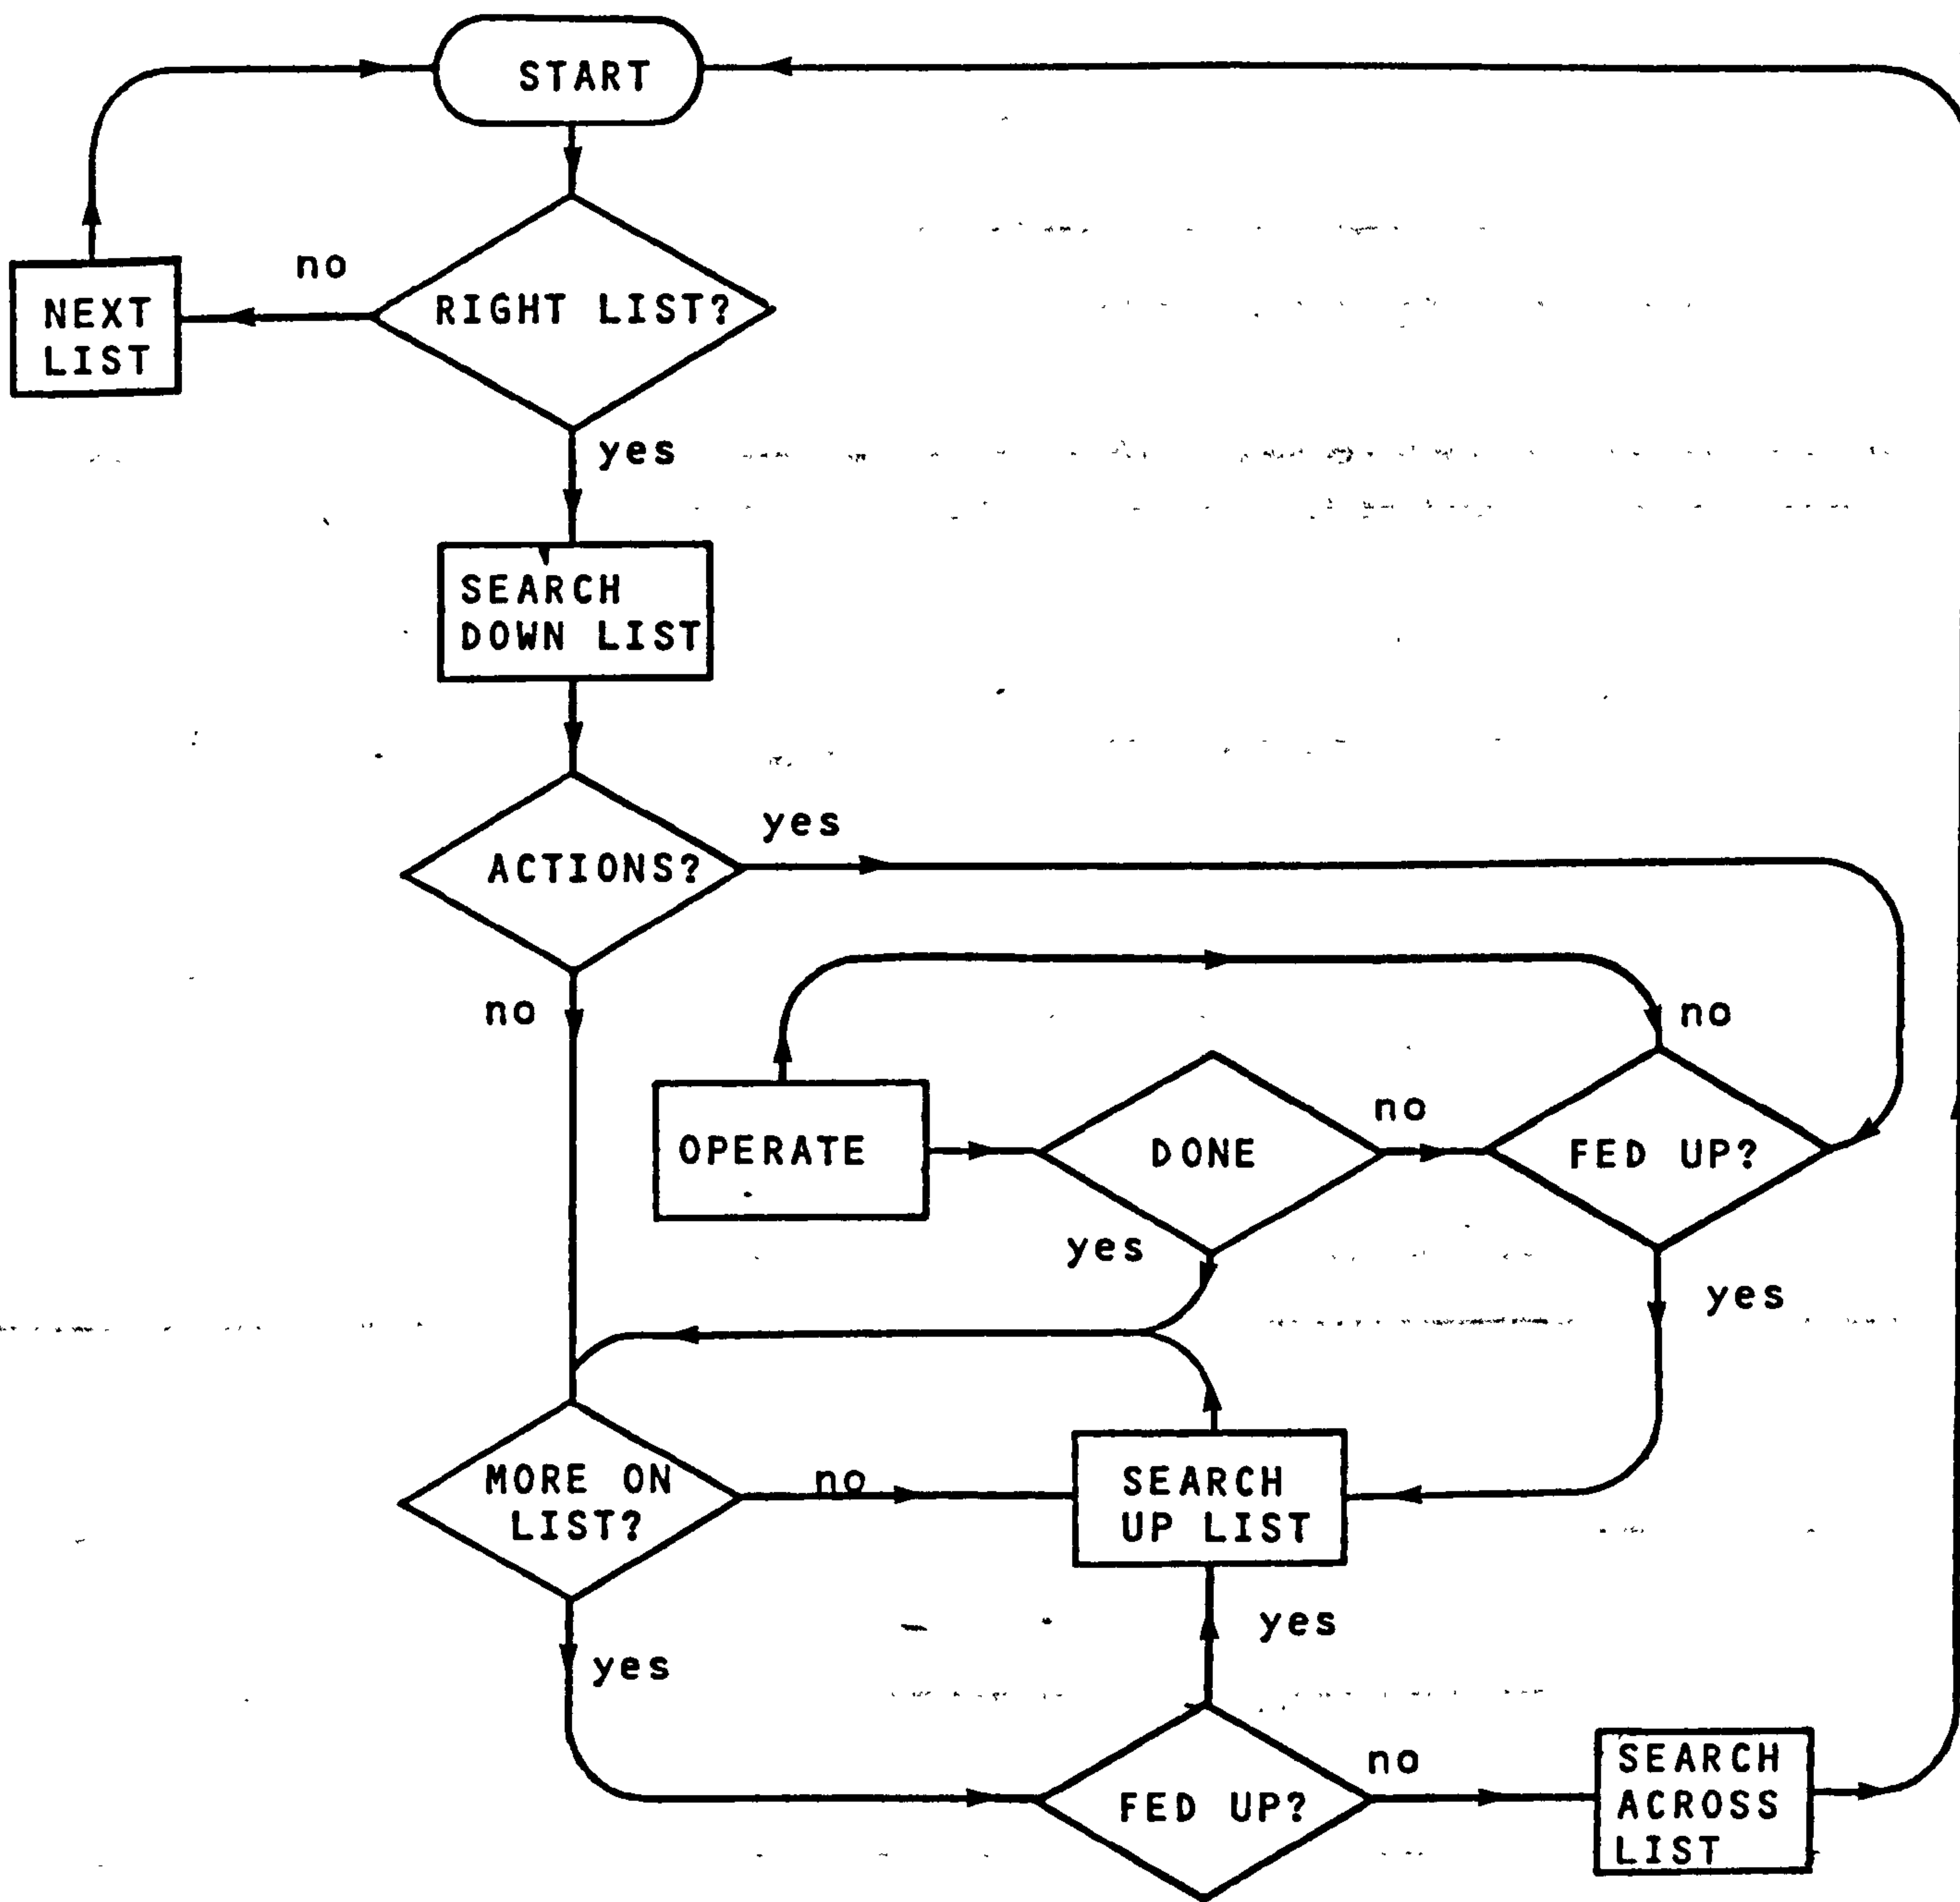 START
no
RIGHT LIST?
NEXT
LIST
yes
SEARCH
DOWN LIST
yes
ACTIONS?
no
no
no
OPERATE
DONE
FED UP?
yes
yes
MORE ON
LIST?
no
SEARCH
UP LIST
yes
yes
no
FED UP?
SEARCH
ACROSS
LIST